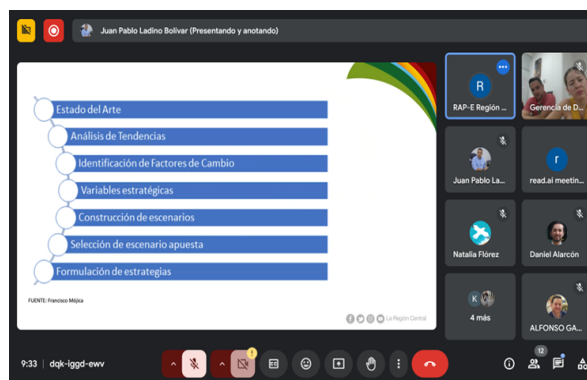 Juan Pablo Ladino Bolivar (Presentando y anotando)
Estado del Arte
Análisis de Tendencias
Identificación de Factores de Cambio
Variables estratégicas
Construcción de escenarios
Selección de escenario apuesta
Formulación de estrategias
FUENTE: Francisco Mójica
La Región Central
R
RAP-E Región ...
Gerencia de D...
Juan Pablo La...
r
read.ai meetin...
Natalia Flórez
Daniel Alarcón
K
4 más
ALFONSO GA...
9:33 | dqk-iggd-ewv
12